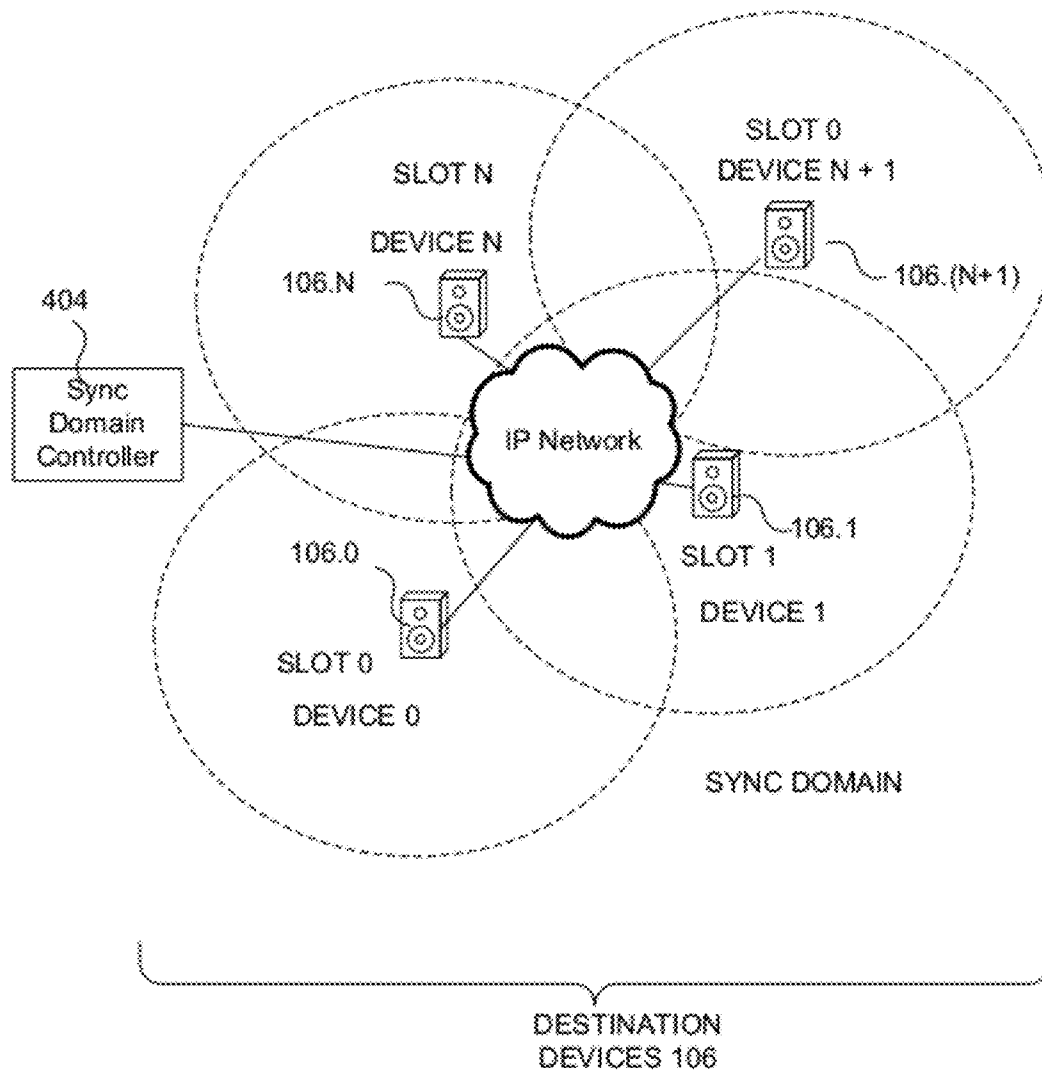 SLOT 0
DEVICE N + 1
106.(N+1)
SLOT N
DEVICE N
106.N
404
Sync
Domain
Controller
IP Network
106.1
SLOT 1
DEVICE 1
106.0
SLOT 0
DEVICE 0
SYNC DOMAIN
DESTINATION
DEVICES 106